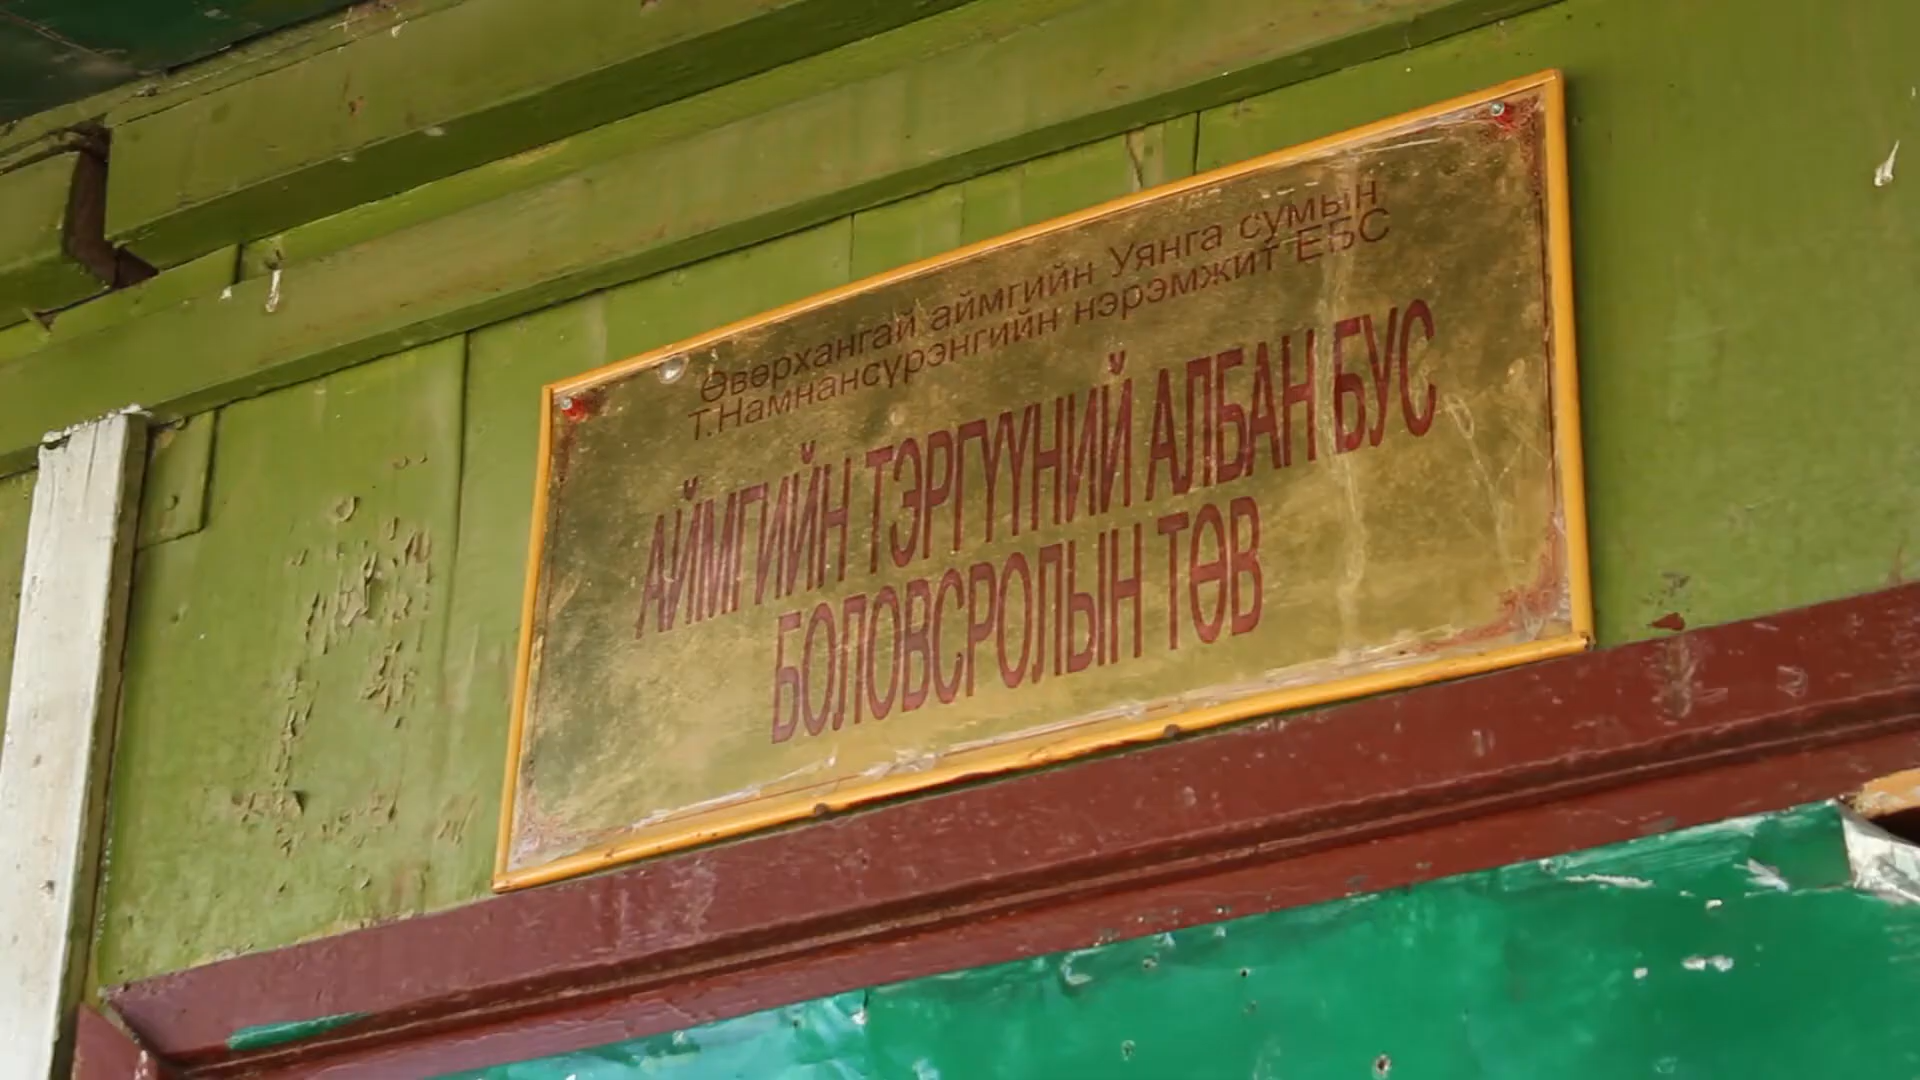 Өвөрхангай аймгийн Уянга сумын
Т.Намнансүрэнгийн нэрэмжит ЕБС
АЙМГИЙН ТЭРГҮҮНИЙ АЛБАН БУС
БОЛОВСРОЛЫН ТӨВ